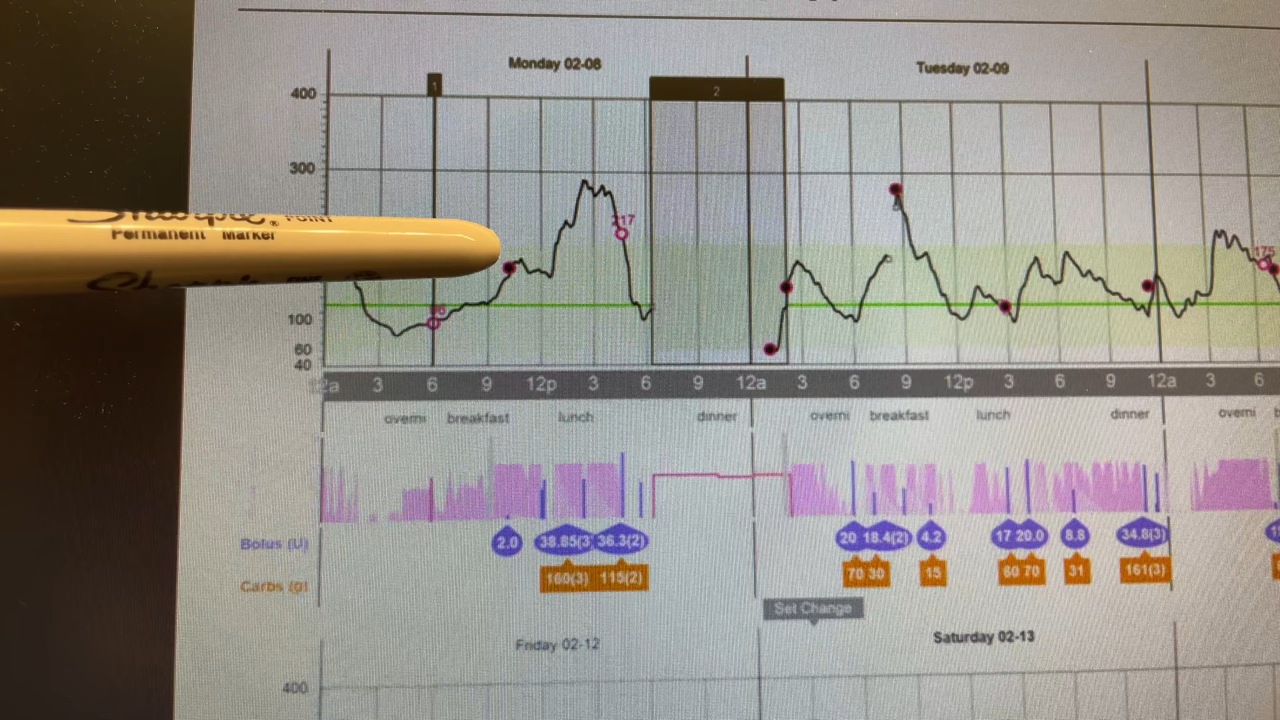 Monday 02-08 Tuesday 02-09
1 2
400
300
217
175
Sharpie® POINT
Permanent Marker
Sharpie FINE
100
60
40
12a 3 6 9 12p 3 6 9 12a 3 6 9 12p 3 6 9 12a 3 6
overni breakfast lunch dinner overni breakfast lunch dinner overni
Bolus (U) 2.0 38.85(3) 36.3(2) 20 18.4(2) 4.2 17 20.0 8.8 34.8(3)
Carbs (g) 160(3) 115(2) 70 30 15 60 70 31 161(3)
Set Change
Friday 02-12 Saturday 02-13
400